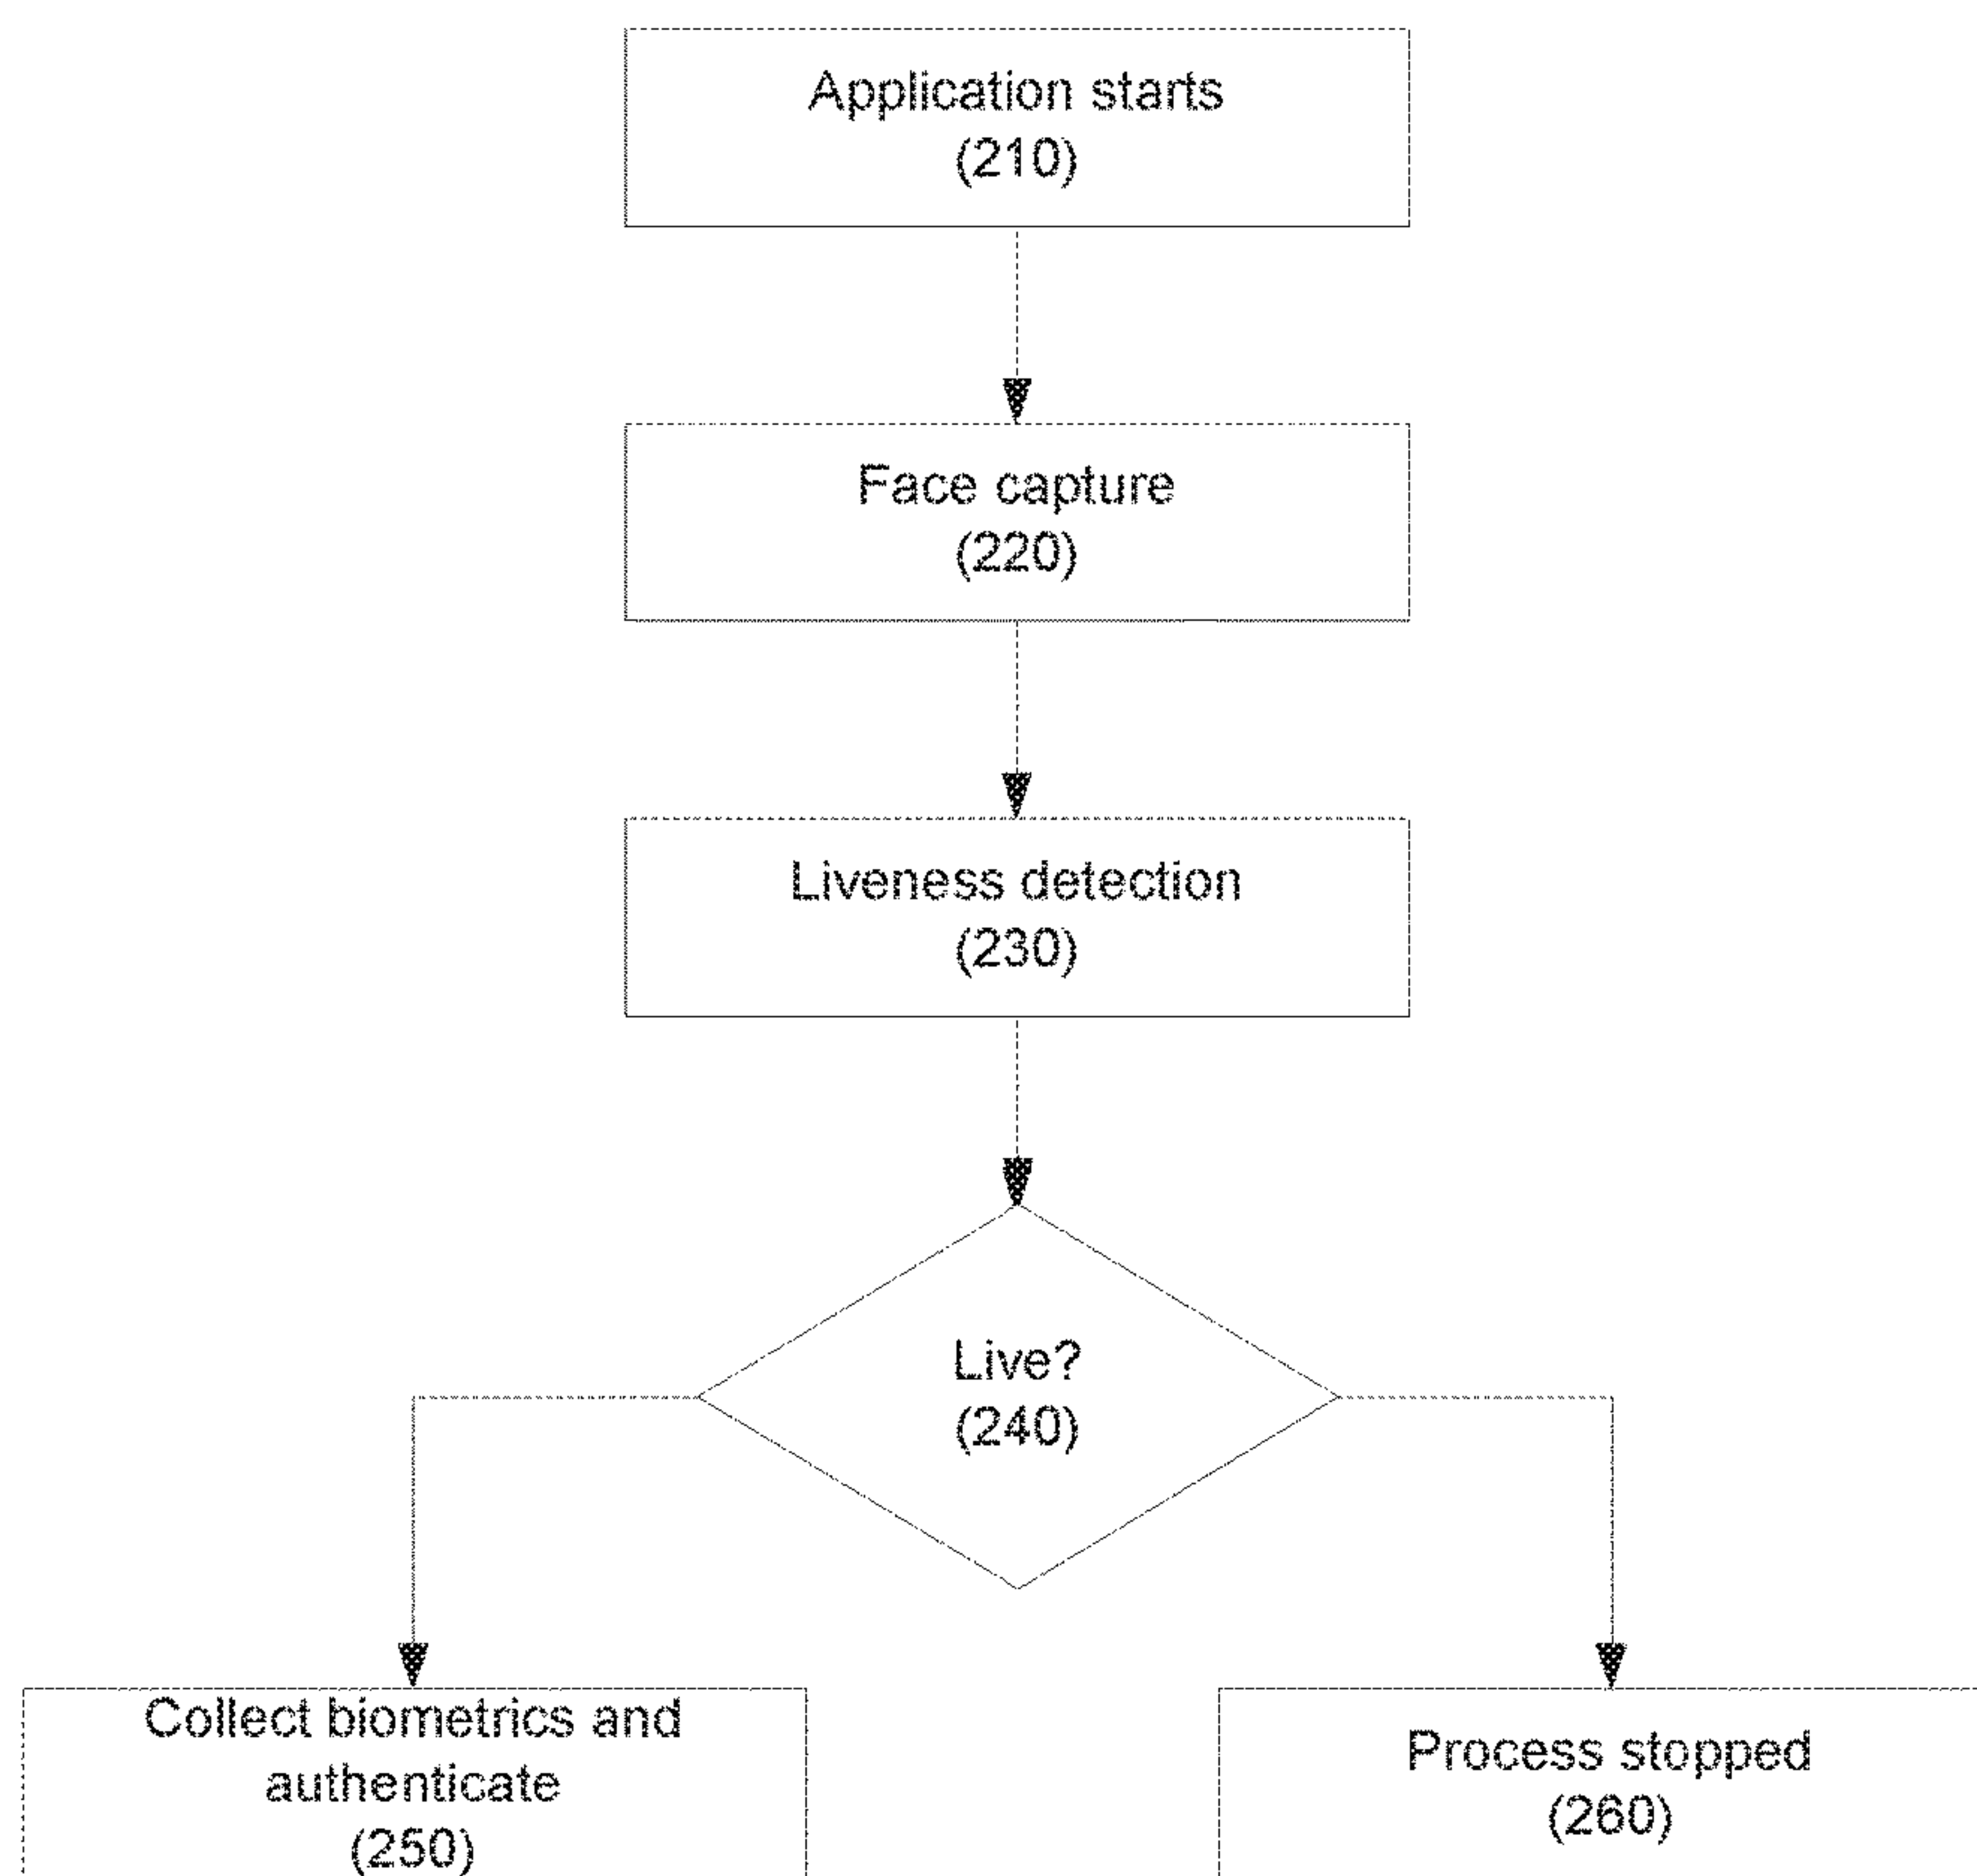 Application starts
(210)
Face capture
(220)
Liveness detection
(230)
Live?
(240)
Collect biometrics and
authenticate
(250)
Process stopped
(260)